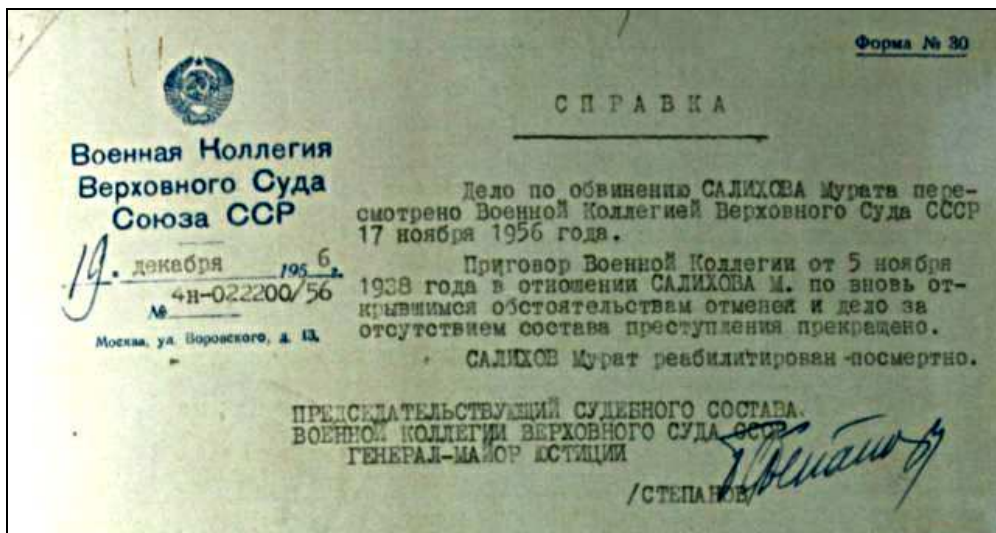 Форма № 30
СПРАВКА
Военная Коллегия
Верховного Суда
Союза ССР
19. декабря 1956 г.
№ 4н-022200/56
Москва, ул. Воровского, д. 13.
Дело по обвинению САЛИХОВА Мурата пере-
смотрено Военной Коллегией Верховного Суда СССР
17 ноября 1956 года.
Приговор Военной Коллегии от 5 ноября
1938 года в отношении САЛИХОВА М. по вновь от-
крывшимся обстоятельствам отменен и дело за
отсутствием состава преступления прекращено.
САЛИХОВ Мурат реабилитирован посмертно.
ПРЕДСЕДАТЕЛЬСТВУЮЩИЙ СУДЕБНОГО СОСТАВА
ВОЕННОЙ КОЛЛЕГИИ ВЕРХОВНОГО СУДА СССР
ГЕНЕРАЛ-МАЙОР ЮСТИЦИИ
/СТЕПАНОВ/